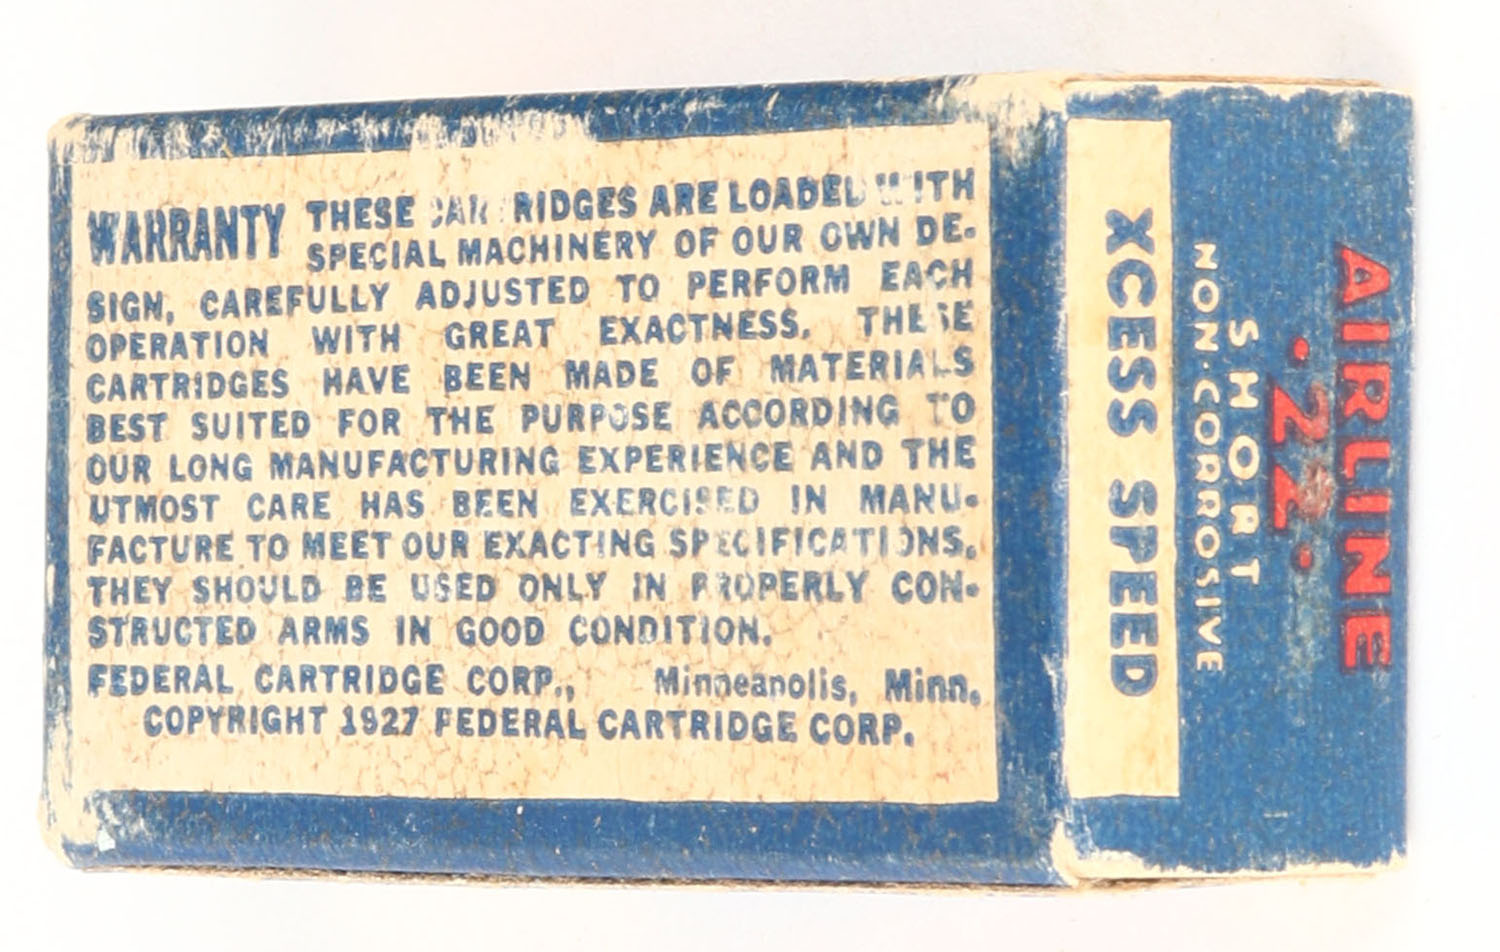 WARRANTY THESE CARTRIDGES ARE LOADED WITH
SPECIAL MACHINERY OF OUR OWN DE-
SIGN, CAREFULLY ADJUSTED TO PERFORM EACH
OPERATION WITH GREAT EXACTNESS. THESE
CARTRIDGES HAVE BEEN MADE OF MATERIALS
BEST SUITED FOR THE PURPOSE ACCORDING TO
OUR LONG MANUFACTURING EXPERIENCE AND THE
UTMOST CARE HAS BEEN EXERCISED IN MANU-
FACTURE TO MEET OUR EXACTING SPECIFICATIONS.
THEY SHOULD BE USED ONLY IN PROPERLY CON-
STRUCTED ARMS IN GOOD CONDITION.
FEDERAL CARTRIDGE CORP., Minneapolis, Minn.
COPYRIGHT 1927 FEDERAL CARTRIDGE CORP.
AIRLINE
.22.
SHORT
NON-CORROSIVE
XCESS SPEED